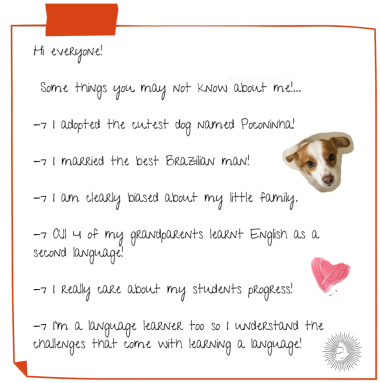 Hi everyone!
Some things you may not know about me!...
—> I adopted the cutest dog named Poconinha!
—> I married the best Brazilian man!
—> I am clearly biased about my little family.
—> All 4 of my grandparents learnt English as a
second language!
—> I really care about my students progress!
—> I'm a language learner too so I understand the
challenges that come with learning a language!